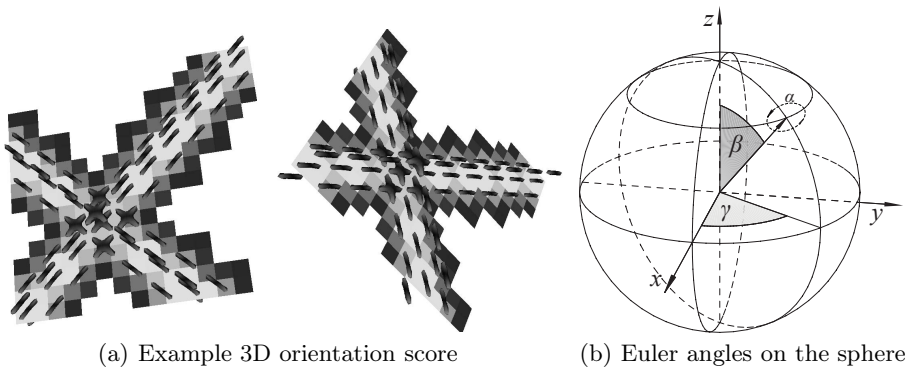 z
α
β
γ
y
x
(a) Example 3D orientation score
(b) Euler angles on the sphere